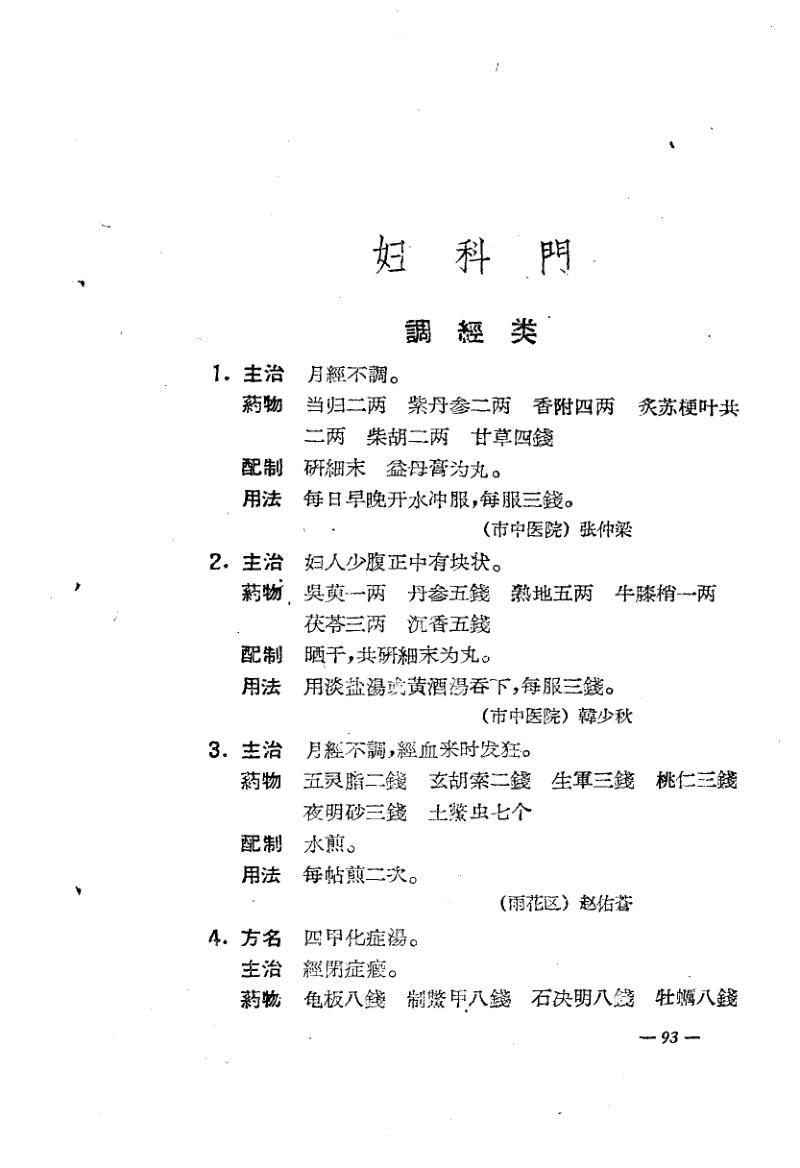 妇 科 門
調 經 类
1. 主治 月經不調。
葯物 当归二两 紫丹参二两 香附四两 炙苏梗叶共
二两 柴胡二两 甘草四錢
配制 研細末 益母膏为丸。
用法 每日早晚开水冲服,每服三錢。
(市中医院) 张仲梁
2. 主治 妇人少腹正中有块状。
葯物 吳萸一两 丹参五錢 熟地五两 牛膝梢一两
茯苓三两 沉香五錢
配制 晒干,共研細末为丸。
用法 用淡盐湯或黄酒湯吞下,每服三錢。
(市中医院) 韓少秋
3. 主治 月經不調,經血来时发狂。
葯物 五灵脂二錢 玄胡索二錢 生軍三錢 桃仁三錢
夜明砂三錢 土鱉虫七个
配制 水煎。
用法 每帖煎二次。
(雨花区) 赵佑蒼
4. 方名 四甲化症湯。
主治 經閉症瘕。
葯物 龟板八錢 制鱉甲八錢 石决明八錢 牡蠣八錢
— 93 —